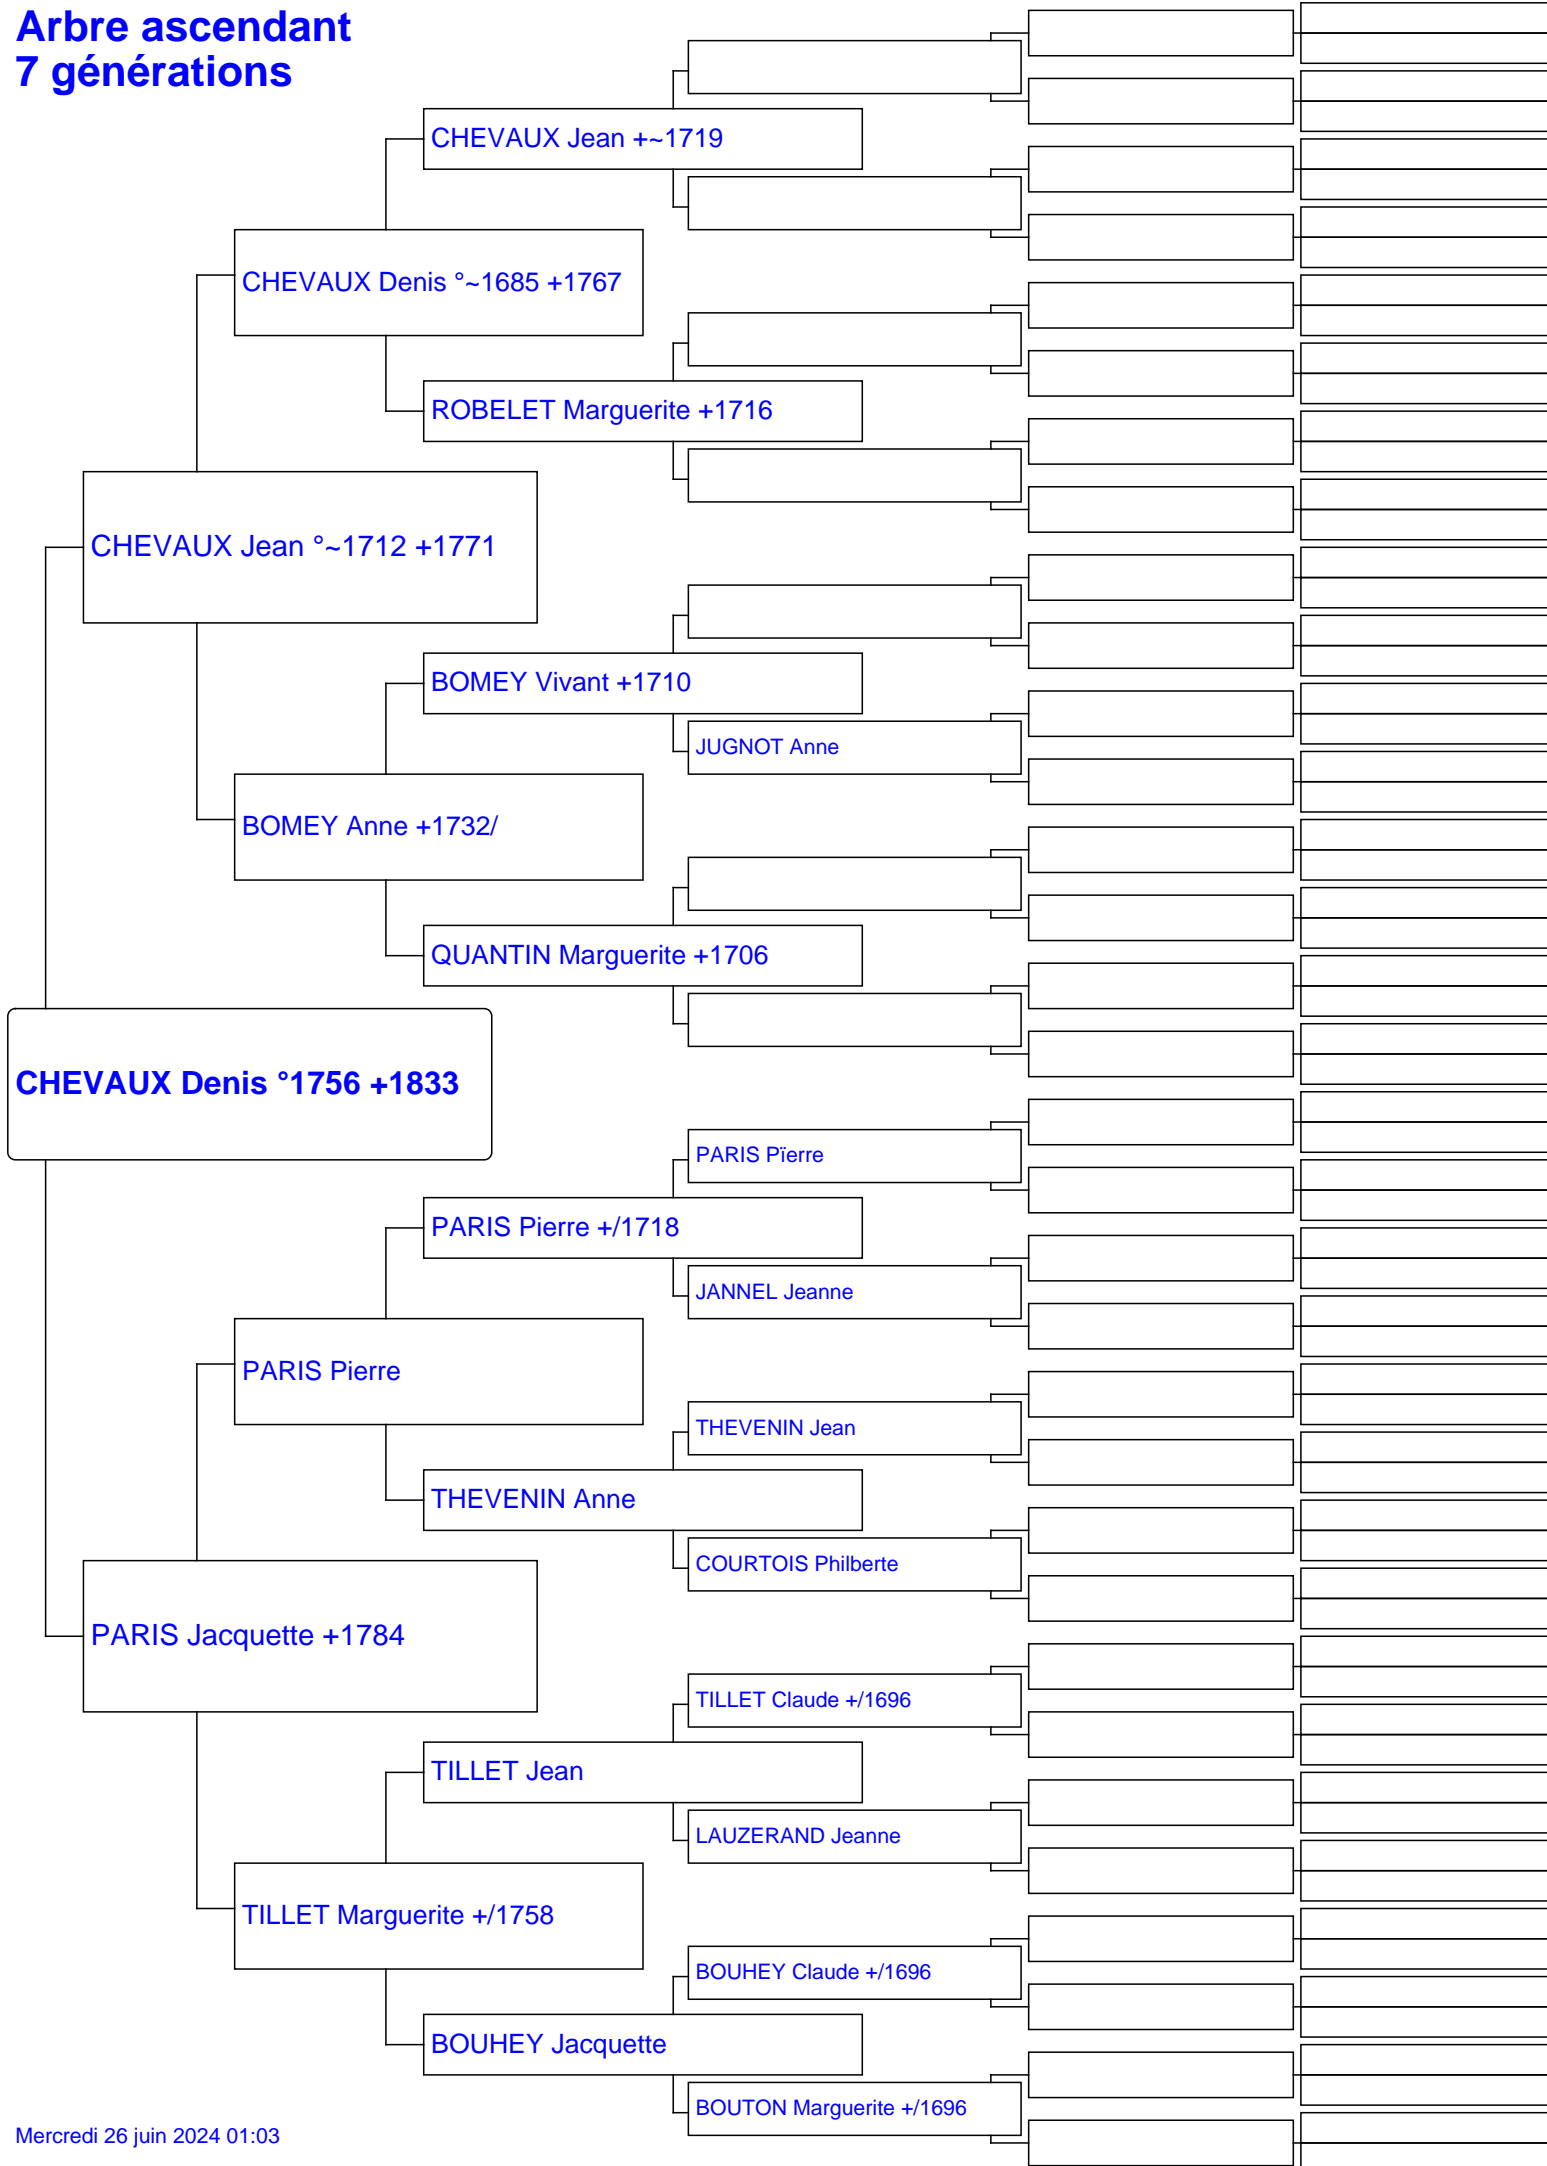 Arbre ascendant
7 générations
CHEVAUX Jean +~1719
CHEVAUX Denis °~1685 +1767
ROBELET Marguerite +1716
CHEVAUX Jean °~1712 +1771
BOMEY Vivant +1710
JUGNOT Anne
BOMEY Anne +1732/
QUANTIN Marguerite +1706
CHEVAUX Denis °1756 +1833
PARIS Pïerre
PARIS Pierre +/1718
JANNEL Jeanne
PARIS Pierre
THEVENIN Jean
THEVENIN Anne
COURTOIS Philberte
PARIS Jacquette +1784
TILLET Claude +/1696
TILLET Jean
LAUZERAND Jeanne
TILLET Marguerite +/1758
BOUHEY Claude +/1696
BOUHEY Jacquette
BOUTON Marguerite +/1696
Mercredi 26 juin 2024 01:03